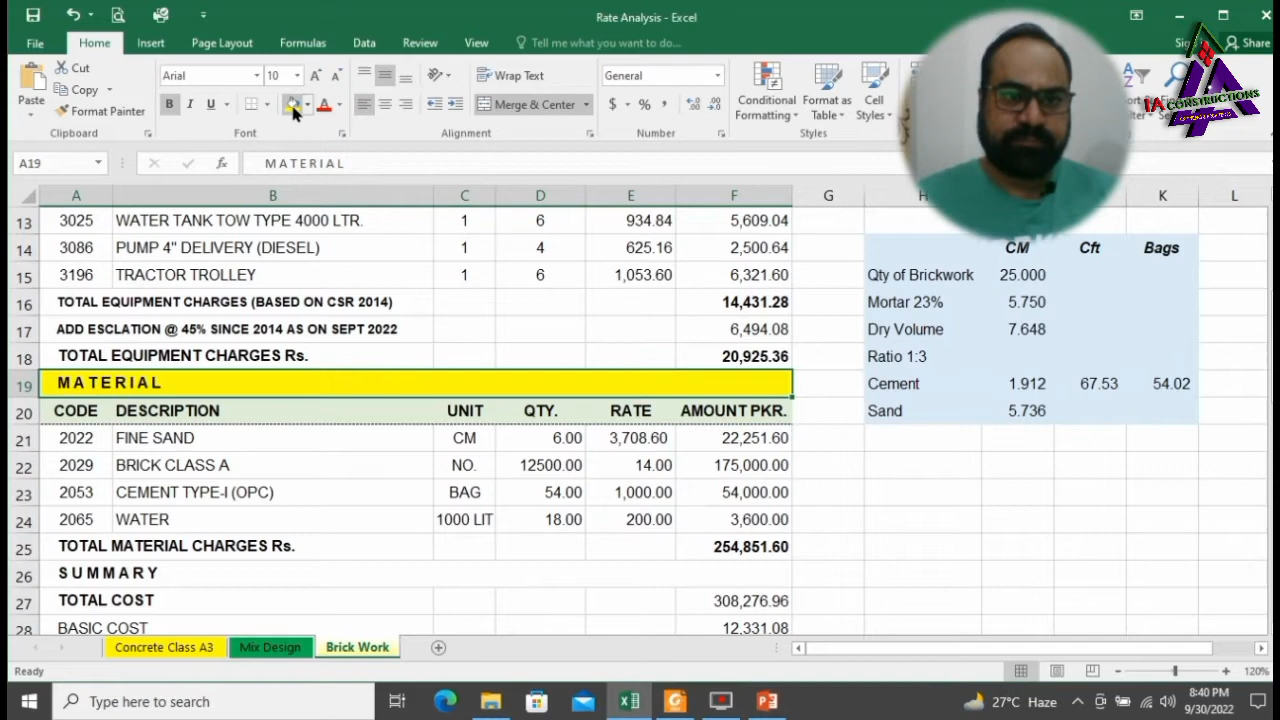 Rate Analysis - Excel
File Home Insert Page Layout Formulas Data Review View Tell me what you want to do... Share
Cut
Copy
Format Painter
Paste
Clipboard
Arial 10
B I U
Font
Wrap Text
Merge & Center
Alignment
General
$ %
Number
Conditional Formatting
Format as Table
Cell Styles
Styles
iA CONSTRUCTIONS
A19 fx MATERIAL
A B C D E F G H K L
13 3025 WATER TANK TOW TYPE 4000 LTR. 1 6 934.84 5,609.04
14 3086 PUMP 4" DELIVERY (DIESEL) 1 4 625.16 2,500.64 CM Cft Bags
15 3196 TRACTOR TROLLEY 1 6 1,053.60 6,321.60 Qty of Brickwork 25.000
16 TOTAL EQUIPMENT CHARGES (BASED ON CSR 2014) 14,431.28 Mortar 23% 5.750
17 ADD ESCLATION @ 45% SINCE 2014 AS ON SEPT 2022 6,494.08 Dry Volume 7.648
18 TOTAL EQUIPMENT CHARGES Rs. 20,925.36 Ratio 1:3
19 MATERIAL Cement 1.912 67.53 54.02
20 CODE DESCRIPTION UNIT QTY. RATE AMOUNT PKR. Sand 5.736
21 2022 FINE SAND CM 6.00 3,708.60 22,251.60
22 2029 BRICK CLASS A NO. 12500.00 14.00 175,000.00
23 2053 CEMENT TYPE-I (OPC) BAG 54.00 1,000.00 54,000.00
24 2065 WATER 1000 LIT 18.00 200.00 3,600.00
25 TOTAL MATERIAL CHARGES Rs. 254,851.60
26 SUMMARY
27 TOTAL COST 308,276.96
28 BASIC COST 12,331.08
Concrete Class A3 Mix Design Brick Work
Ready 120%
Type here to search 27°C Haze 8:40 PM
9/30/2022